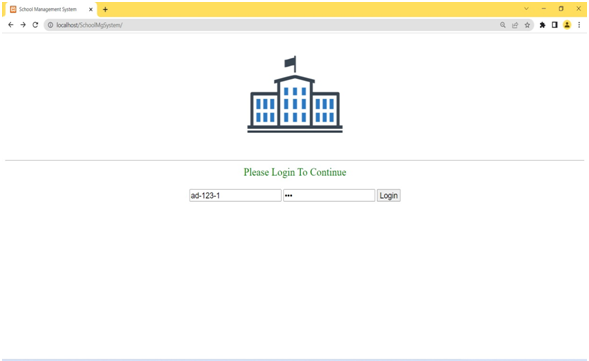 School Management System
localhost/SchoolMgSystem/
Please Login To Continue
ad-123-1 ••• Login